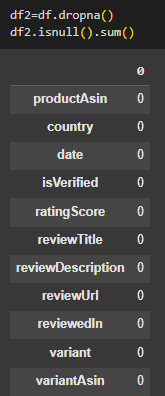 df2=df.dropna()
df2.isnull().sum()
0
productAsin 0
country 0
date 0
isVerified 0
ratingScore 0
reviewTitle 0
reviewDescription 0
reviewUrl 0
reviewedIn 0
variant 0
variantAsin 0